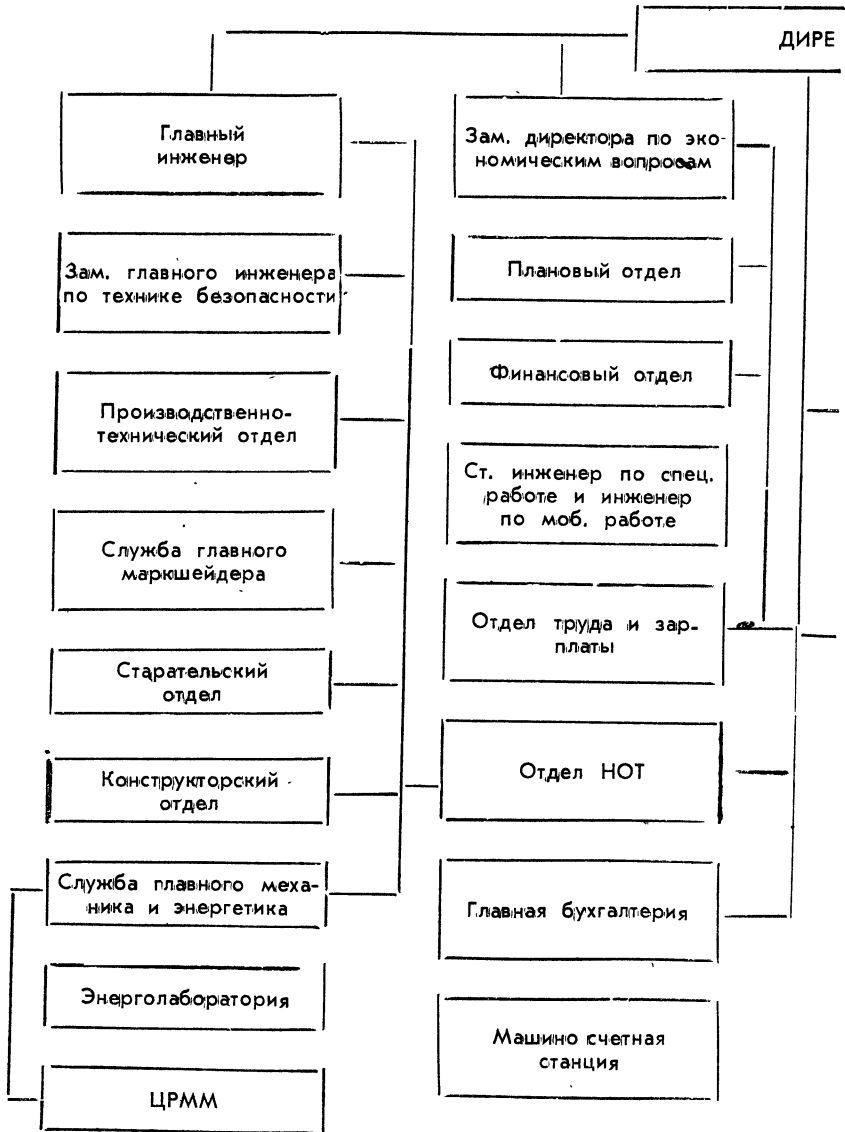 ДИРЕ
Главный
инженер
Зам. главного инженера
по технике безопасности
Производственно-
технический отдел
Служба главного
маркшейдера
Старательский
отдел
Конструкторский
отдел
Служба главного меха-
ника и энергетика
Энерголаборатория
ЦРММ
Зам. директора по эко-
номическим вопросам
Плановый отдел
Финансовый отдел
Ст. инженер по спец.
работе и инженер
по моб. работе
Отдел труда и зар-
платы
Отдел НОТ
Главная бухгалтерия
Машино счетная
станция